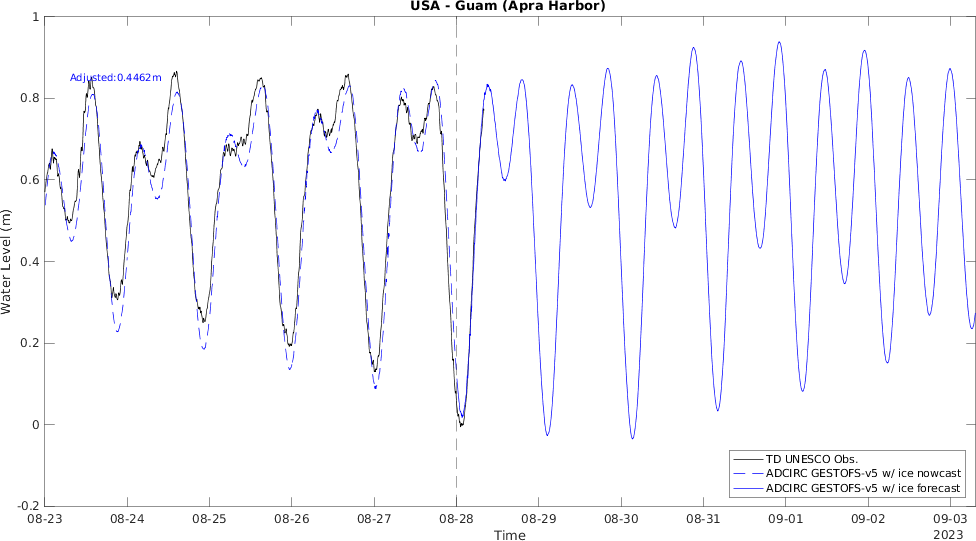 USA - Guam (Apra Harbor)
1
Adjusted:0.4462m
0.8
0.6
Water Level (m)
0.4
0.2
0
TD UNESCO Obs.
ADCIRC GESTOFS-v5 w/ ice nowcast
ADCIRC GESTOFS-v5 w/ ice forecast
-0.2
08-23 08-24 08-25 08-26 08-27 08-28 08-29 08-30 08-31 09-01 09-02 09-03
Time 2023